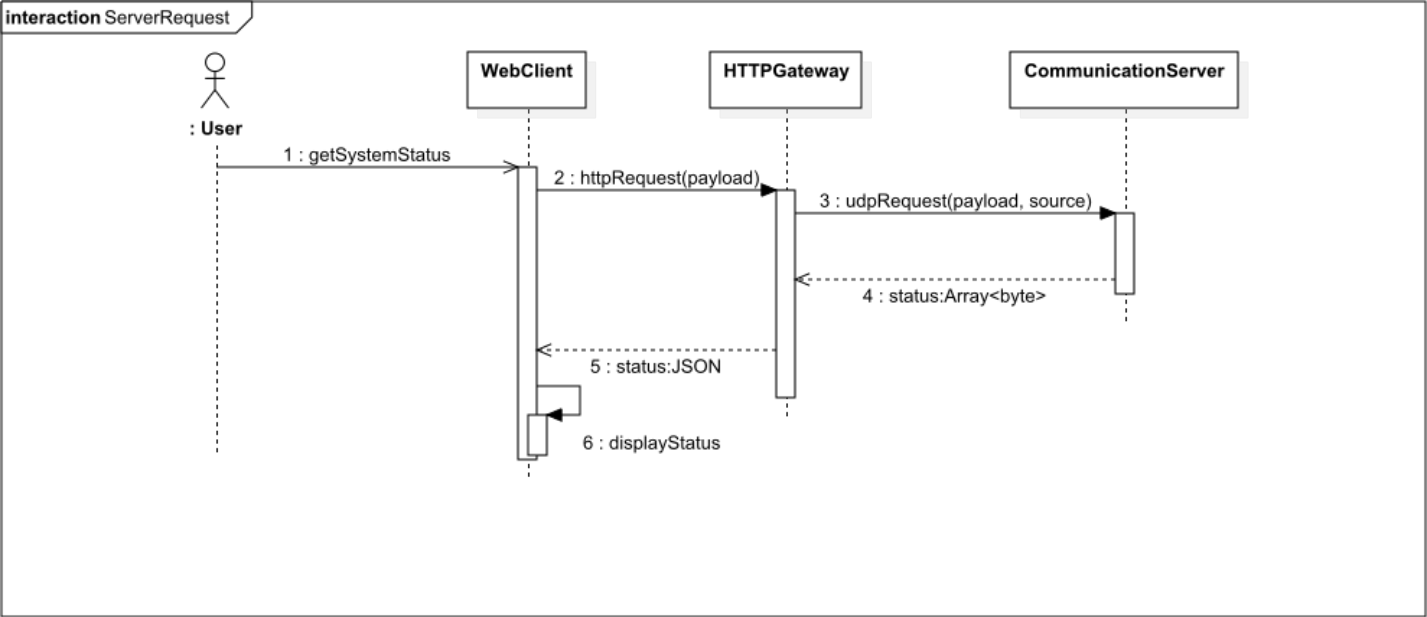 interaction ServerRequest
WebClient
HTTPGateway
CommunicationServer
: User
1 : getSystemStatus
2 : httpRequest(payload)
3 : udpRequest(payload, source)
4 : status:Array<byte>
5 : status:JSON
6 : displayStatus